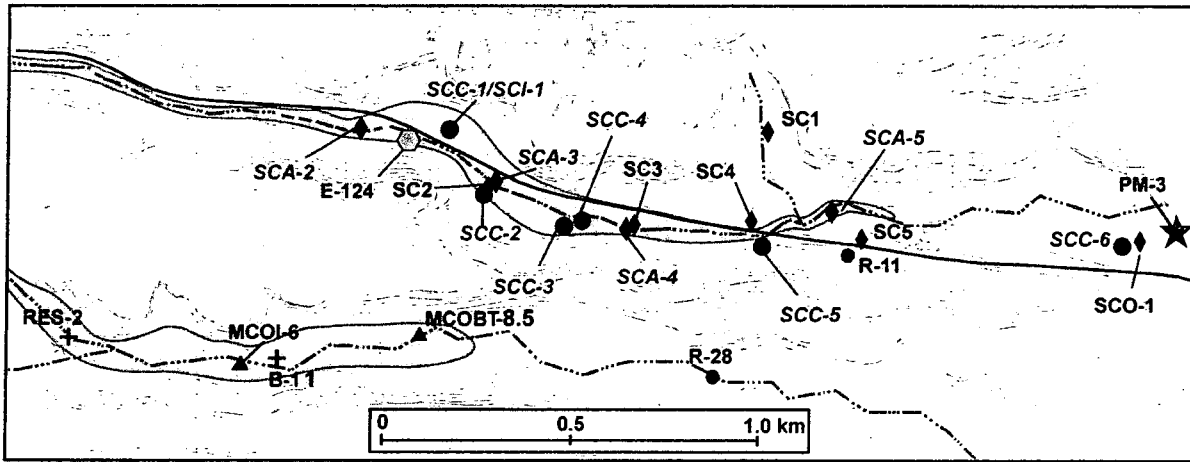 SCC-1/SCI-1
SCC-4
SC1
SCA-3
SCA-5
SCA-2
E-124
SC2
SC3
SC4
PM-3
SCC-2
SC5
SCC-6
R-11
SCC-3
SCA-4
SCC-5
SCO-1
RES-2
MCOI-6
MCOBT-8.5
B-11
R-28
0 0.5 1.0 km